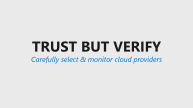 TRUST BUT VERIFY
Carefully select & monitor cloud providers